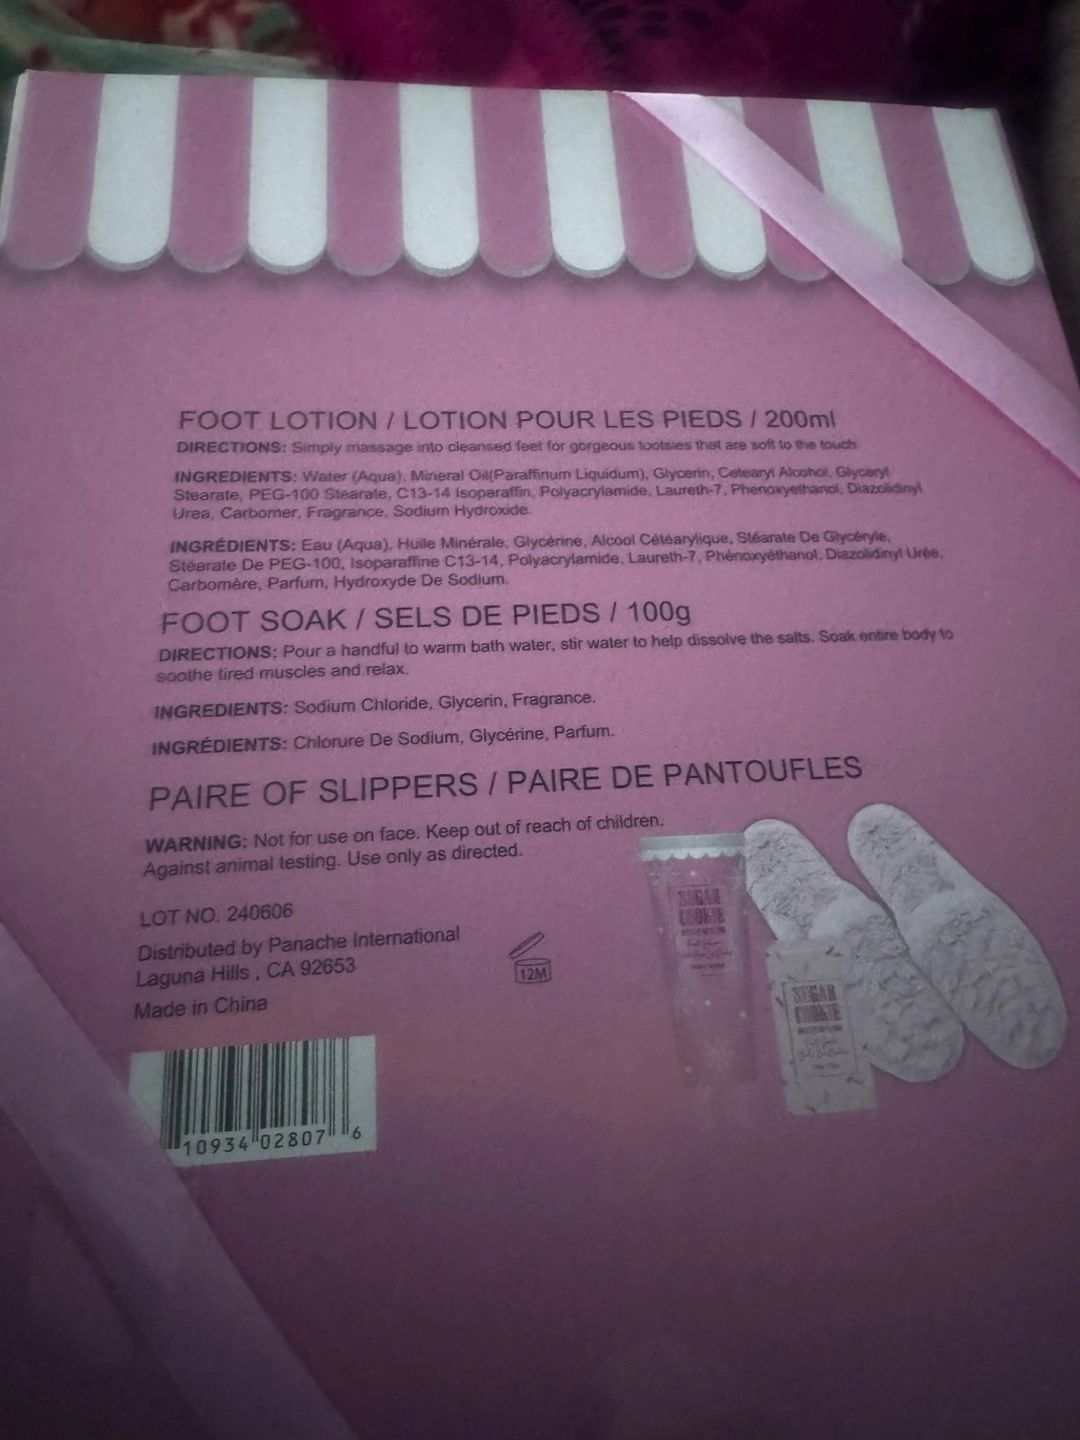 FOOT LOTION / LOTION POUR LES PIEDS / 200ml
DIRECTIONS: Simply massage into cleansed feet for gorgeous tootsies that are soft to the touch.
INGREDIENTS: Water (Aqua), Mineral Oil(Paraffinum Liquidum), Glycerin, Cetearyl Alcohol, Glyceryl
Stearate, PEG-100 Stearate, C13-14 Isoparaffin, Polyacrylamide, Laureth-7, Phenoxyethanol, Diazolidinyl
Urea, Carbomer, Fragrance, Sodium Hydroxide.
INGRÉDIENTS: Eau (Aqua), Huile Minérale, Glycérine, Alcool Cétéarylique, Stéarate De Glycéryle,
Stéarate De PEG-100, Isoparaffine C13-14, Polyacrylamide, Laureth-7, Phénoxyéthanol, Diazolidinyl Urée,
Carbomère, Parfum, Hydroxyde De Sodium.
FOOT SOAK / SELS DE PIEDS / 100g
DIRECTIONS: Pour a handful to warm bath water, stir water to help dissolve the salts. Soak entire body to
soothe tired muscles and relax.
INGREDIENTS: Sodium Chloride, Glycerin, Fragrance.
INGRÉDIENTS: Chlorure De Sodium, Glycérine, Parfum.
PAIRE OF SLIPPERS / PAIRE DE PANTOUFLES
WARNING: Not for use on face. Keep out of reach of children.
Against animal testing. Use only as directed.
LOT NO. 240606
Distributed by Panache International
Laguna Hills , CA 92653
Made in China
12M
SUGAR
COOKIE
SUGAR
COOKIE
10934 02807 6